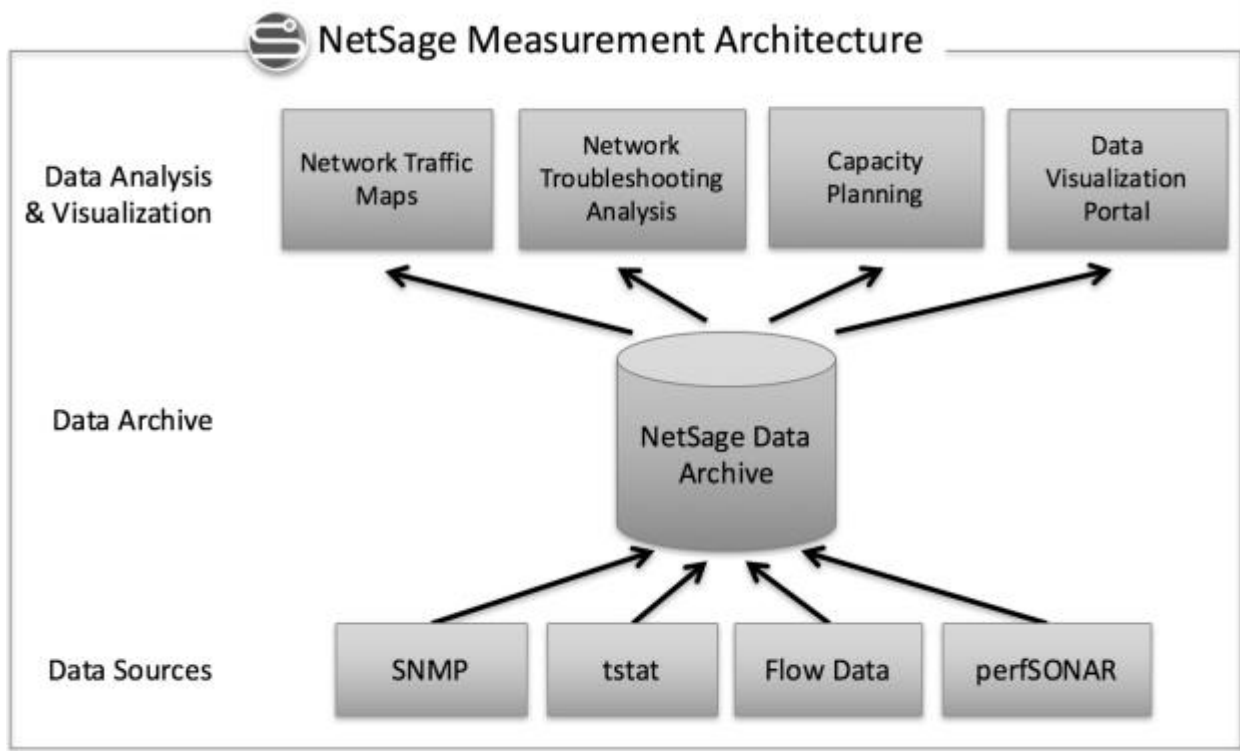 NetSage Measurement Architecture
Data Analysis
& Visualization
Network Traffic
Maps
Network
Troubleshooting
Analysis
Capacity
Planning
Data
Visualization
Portal
Data Archive
NetSage Data
Archive
Data Sources
SNMP
tstat
Flow Data
perfSONAR